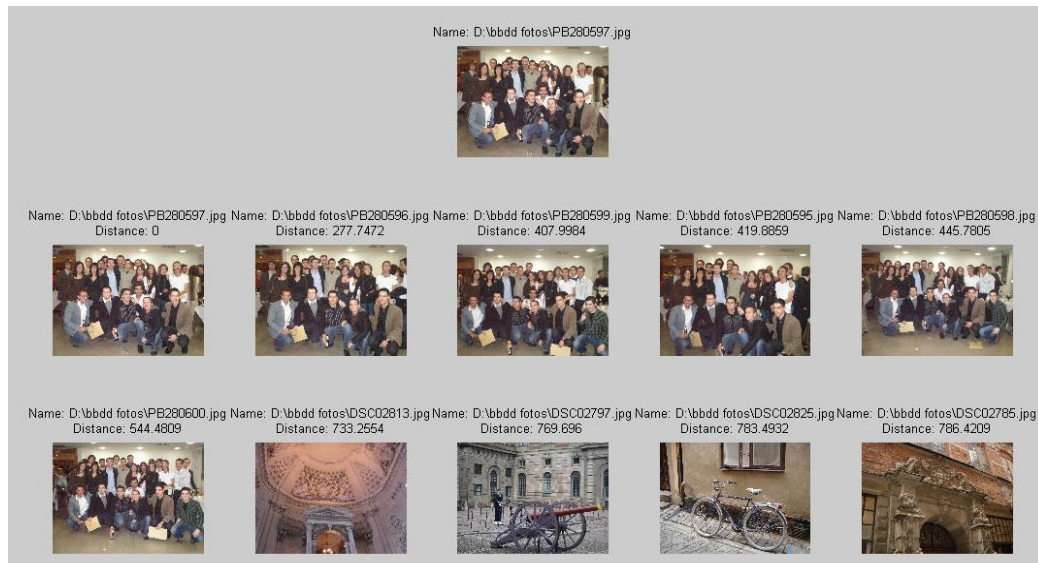 Name: D:\bbdd fotos\PB280597.jpg
Name: D:\bbdd fotos\PB280597.jpg
Distance: 0
Name: D:\bbdd fotos\PB280596.jpg
Distance: 277.7472
Name: D:\bbdd fotos\PB280599.jpg
Distance: 407.9984
Name: D:\bbdd fotos\PB280595.jpg
Distance: 419.8859
Name: D:\bbdd fotos\PB280598.jpg
Distance: 445.7805
Name: D:\bbdd fotos\PB280600.jpg
Distance: 544.4809
Name: D:\bbdd fotos\DSC02813.jpg
Distance: 733.2554
Name: D:\bbdd fotos\DSC02797.jpg
Distance: 769.696
Name: D:\bbdd fotos\DSC02825.jpg
Distance: 783.4932
Name: D:\bbdd fotos\DSC02785.jpg
Distance: 786.4209